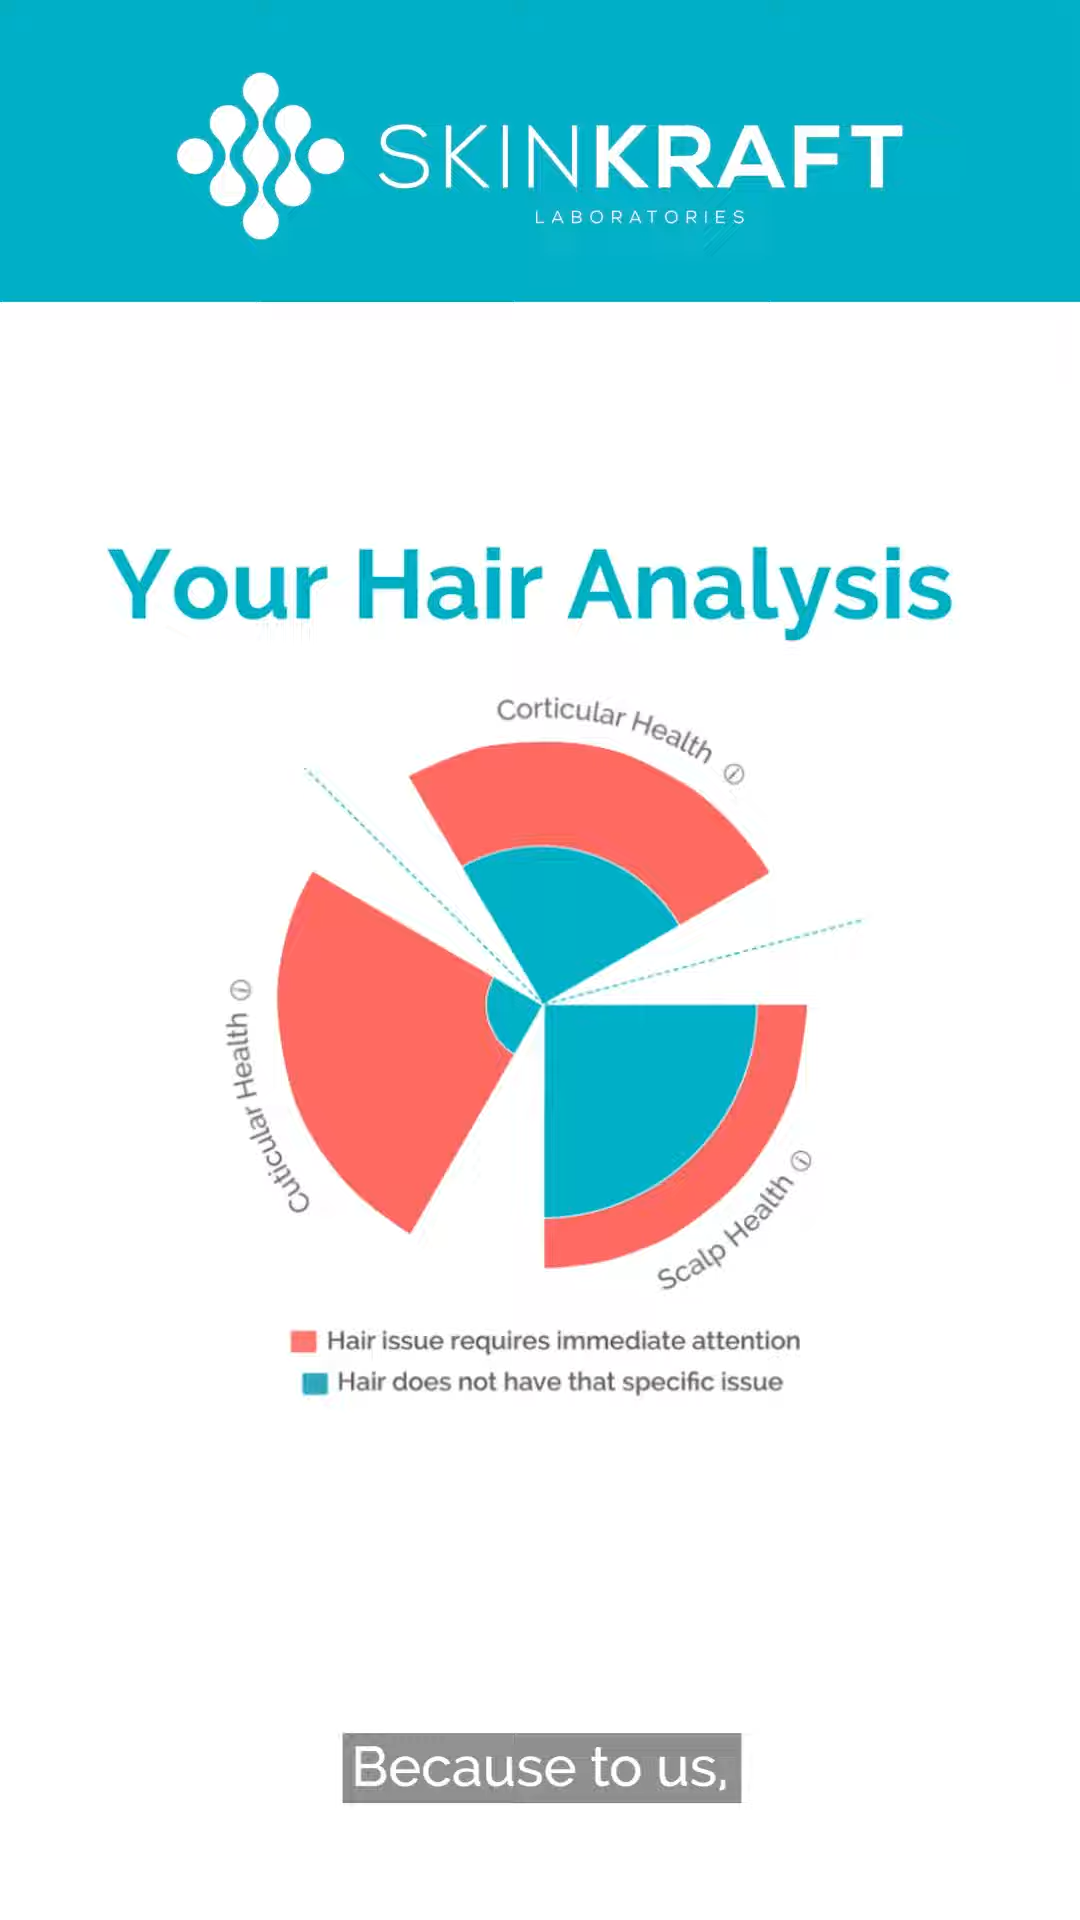 SKINKRAFT
LABORATORIES
Your Hair Analysis
Corticular Health
Cuticular Health
Scalp Health
Hair issue requires immediate attention
Hair does not have that specific issue
Because to us,